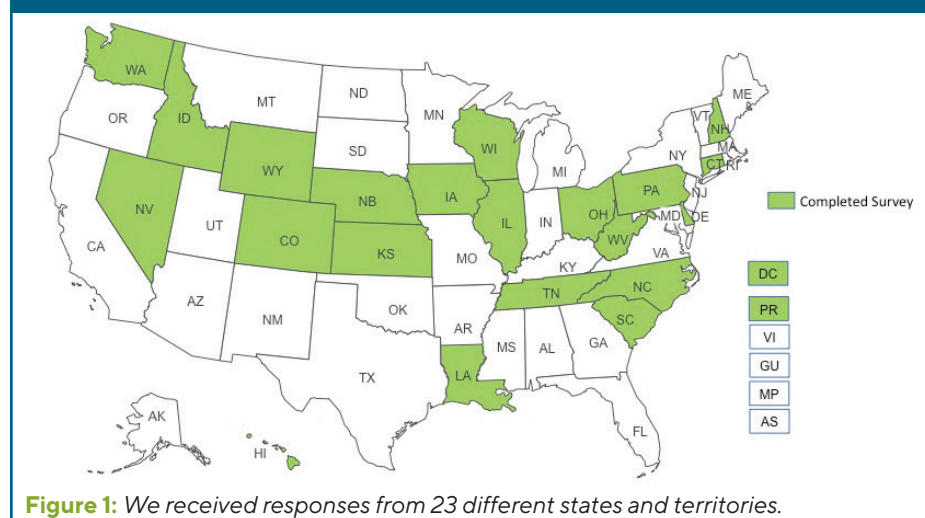 WA
MT
ND
MN
ME
VT
NH
OR
ID
SD
WI
MI
NY
MA
CT
RI
WY
NB
IA
PA
NJ
NV
UT
CO
KS
IL
IN
OH
MD
DE
WV
VA
CA
MO
KY
AZ
NM
OK
AR
TN
NC
SC
TX
LA
MS
AL
GA
FL
AK
HI
Completed Survey
DC
PR
VI
GU
MP
AS
Figure 1: We received responses from 23 different states and territories.